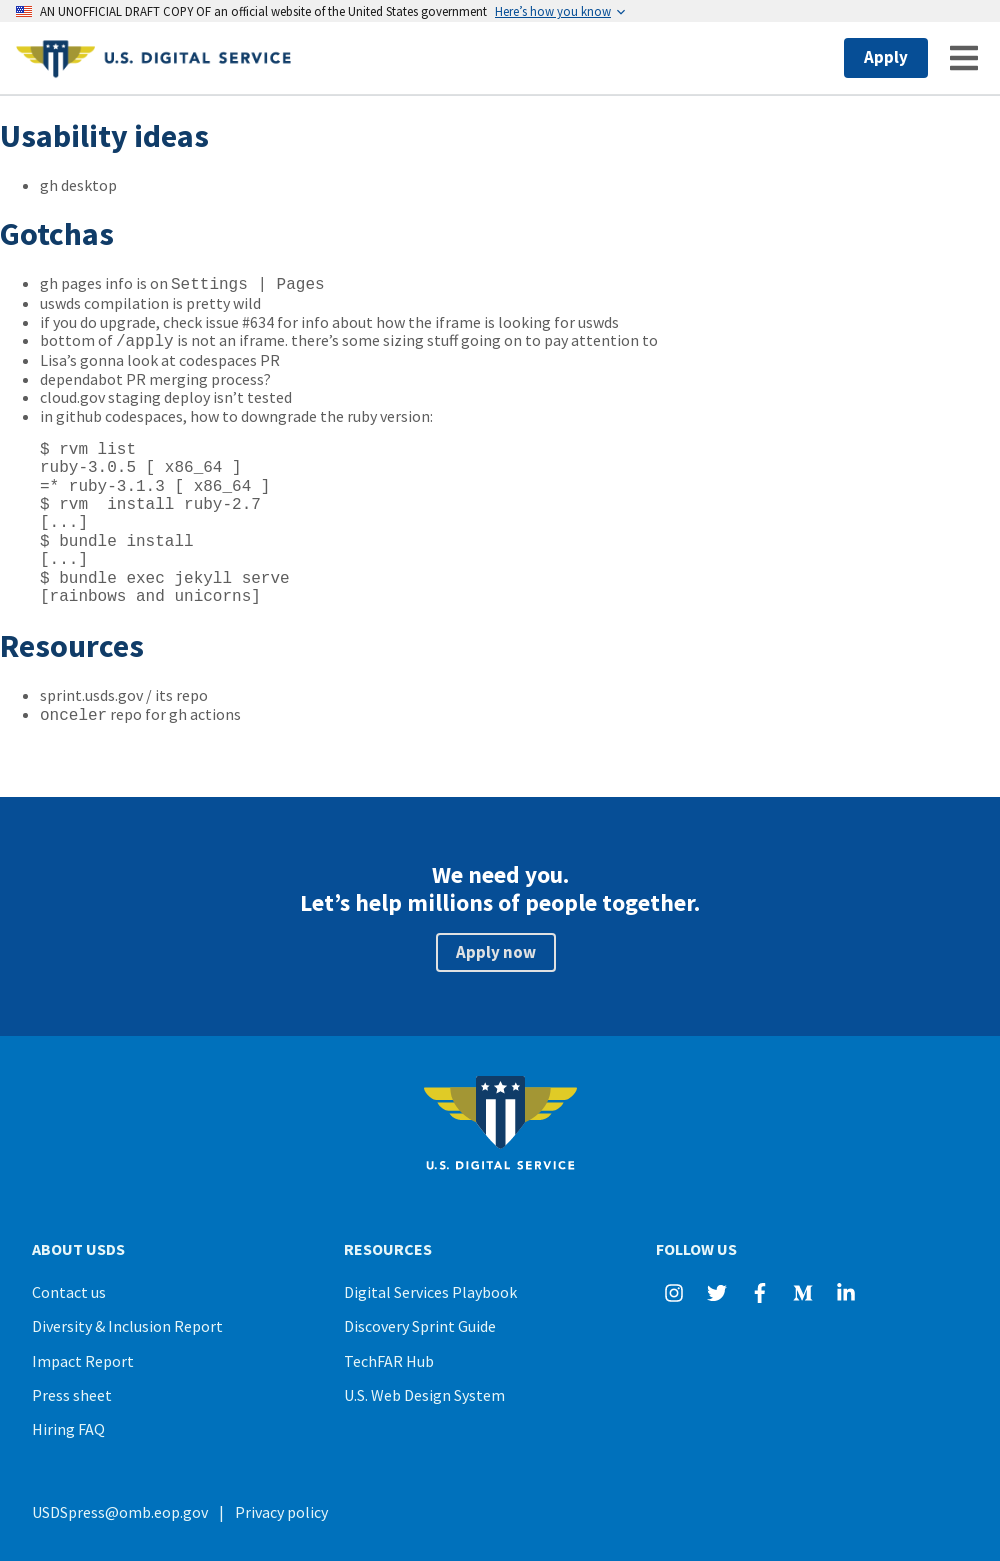 AN UNOFFICIAL DRAFT COPY OF an official website of the United States government Here’s how you know
U.S. DIGITAL SERVICE
Apply
Usability ideas
gh desktop
Gotchas
gh pages info is on Settings | Pages
uswds compilation is pretty wild
if you do upgrade, check issue #634 for info about how the iframe is looking for uswds
bottom of /apply is not an iframe. there’s some sizing stuff going on to pay attention to
Lisa’s gonna look at codespaces PR
dependabot PR merging process?
cloud.gov staging deploy isn’t tested
in github codespaces, how to downgrade the ruby version:
$ rvm list
ruby-3.0.5 [ x86_64 ]
=* ruby-3.1.3 [ x86_64 ]
$ rvm  install ruby-2.7
[...]
$ bundle install
[...]
$ bundle exec jekyll serve
[rainbows and unicorns]
Resources
sprint.usds.gov / its repo
onceler repo for gh actions
We need you.
Let’s help millions of people together.
Apply now
U.S. DIGITAL SERVICE
ABOUT USDS
Contact us
Diversity & Inclusion Report
Impact Report
Press sheet
Hiring FAQ
RESOURCES
Digital Services Playbook
Discovery Sprint Guide
TechFAR Hub
U.S. Web Design System
FOLLOW US
USDSpress@omb.eop.gov | Privacy policy